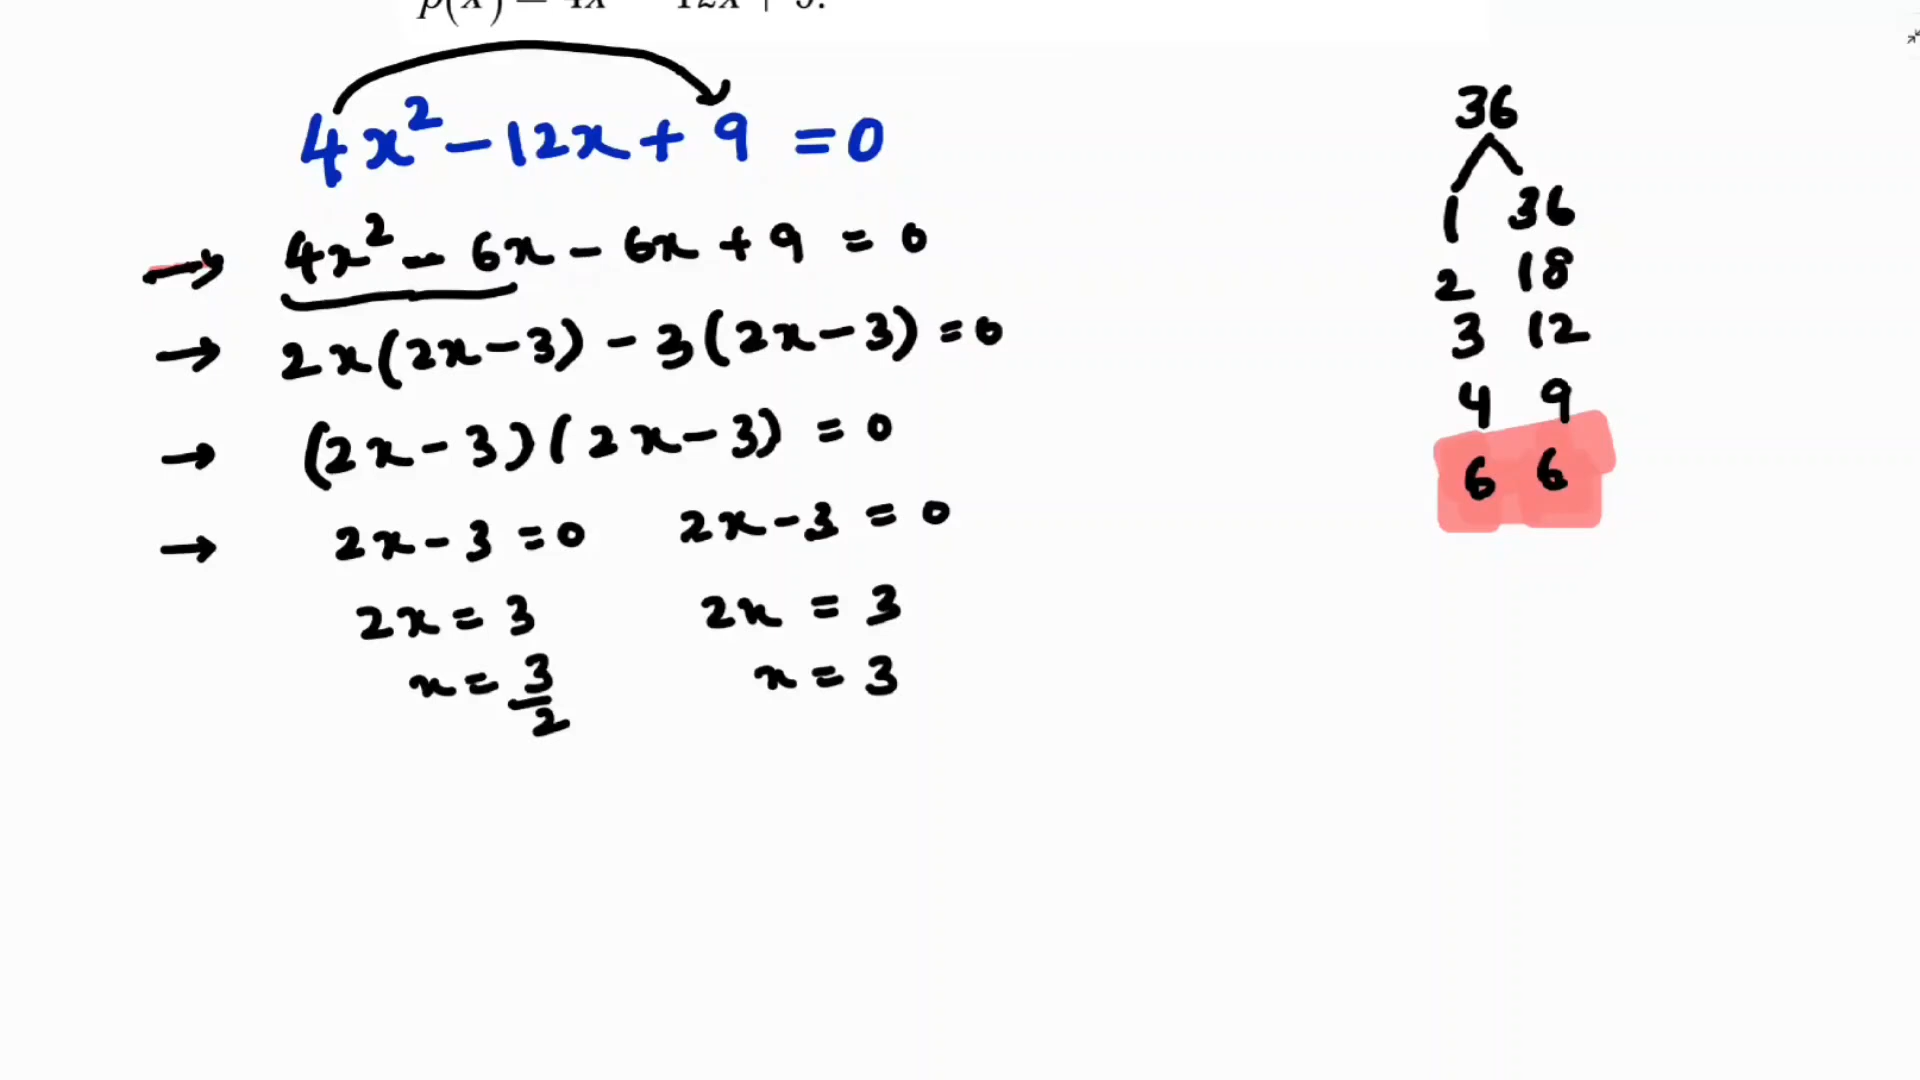 4x² - 12x + 9 = 0
4x² - 6x - 6x + 9 = 0
2x(2x-3) - 3(2x-3) = 0
(2x-3)(2x-3) = 0
2x-3=0 2x-3=0
2x=3 2x=3
x=3/2 x=3
36
1 36
2 18
3 12
4 9
6 6